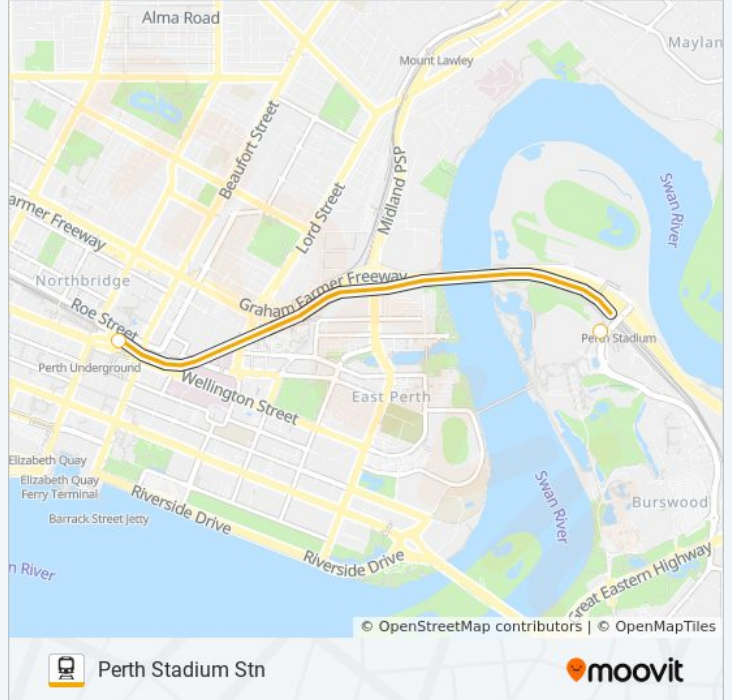 Alma Road
Mount Lawley
Maylan
Beaufort Street
Midland PSP
Lord Street
Swan River
armer Freeway
Northbridge
Graham Farmer Freeway
Roe Street
Perth Stadium
Perth Underground
Wellington Street
East Perth
Elizabeth Quay
Elizabeth Quay
Ferry Terminal
Riverside Drive
Swan River
Burswood
Barrack Street Jetty
Riverside Drive
n River
Great Eastern Highway
© OpenStreetMap contributors | © OpenMapTiles
Perth Stadium Stn
moovit